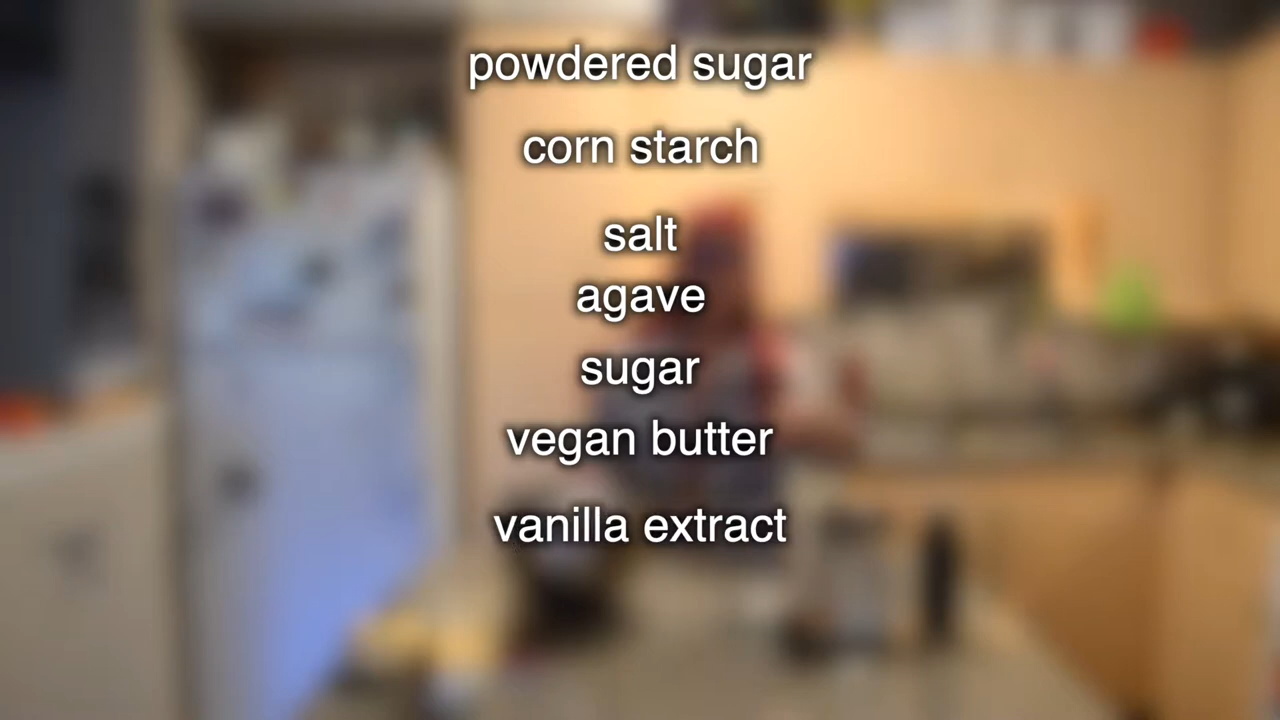 powdered sugar
corn starch
salt
agave
sugar
vegan butter
vanilla extract